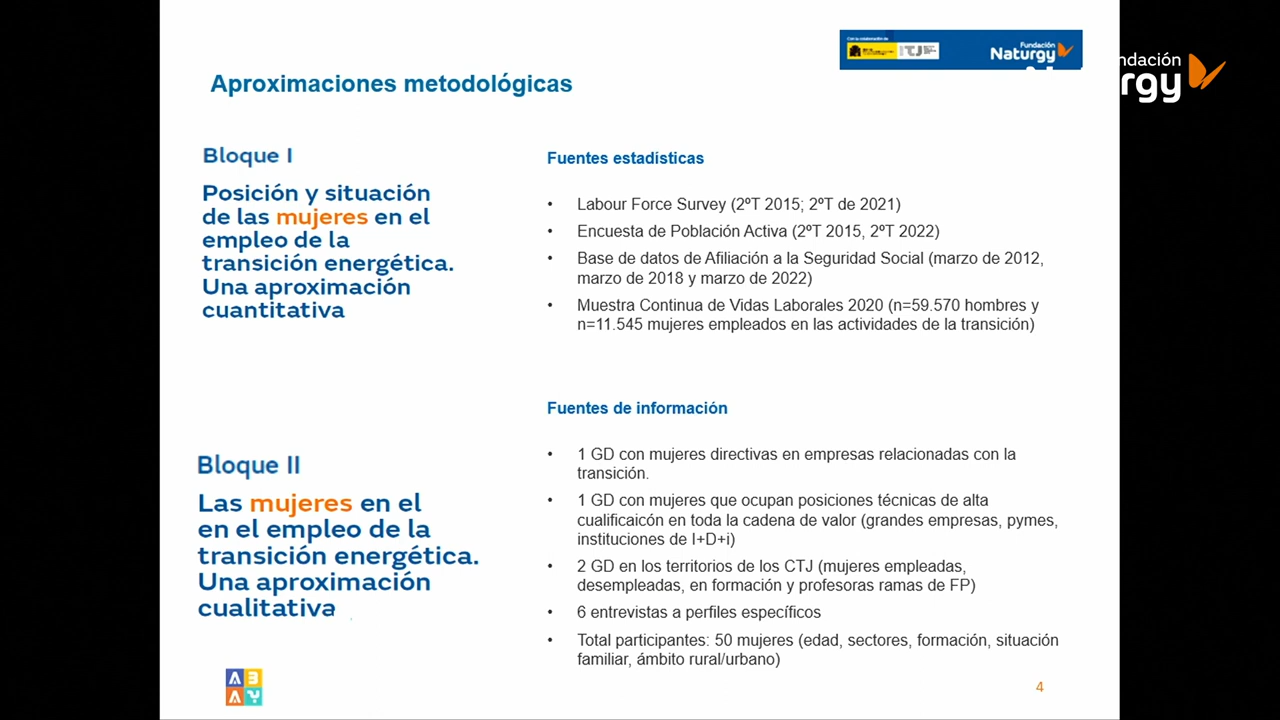 Con la colaboración de
Fundación
Naturgy
ndación
rgy
Aproximaciones metodológicas
Bloque I
Posición y situación
de las mujeres en el
empleo de la
transición energética.
Una aproximación
cuantitativa
Fuentes estadísticas
• Labour Force Survey (2ºT 2015; 2ºT de 2021)
• Encuesta de Población Activa (2ºT 2015, 2ºT 2022)
• Base de datos de Afiliación a la Seguridad Social (marzo de 2012,
marzo de 2018 y marzo de 2022)
• Muestra Continua de Vidas Laborales 2020 (n=59.570 hombres y
n=11.545 mujeres empleados en las actividades de la transición)
Bloque II
Las mujeres en el
en el empleo de la
transición energética.
Una aproximación
cualitativa
Fuentes de información
• 1 GD con mujeres directivas en empresas relacionadas con la
transición.
• 1 GD con mujeres que ocupan posiciones técnicas de alta
cualificaicón en toda la cadena de valor (grandes empresas, pymes,
instituciones de I+D+i)
• 2 GD en los territorios de los CTJ (mujeres empleadas,
desempleadas, en formación y profesoras ramas de FP)
• 6 entrevistas a perfiles específicos
• Total participantes: 50 mujeres (edad, sectores, formación, situación
familiar, ámbito rural/urbano)
4